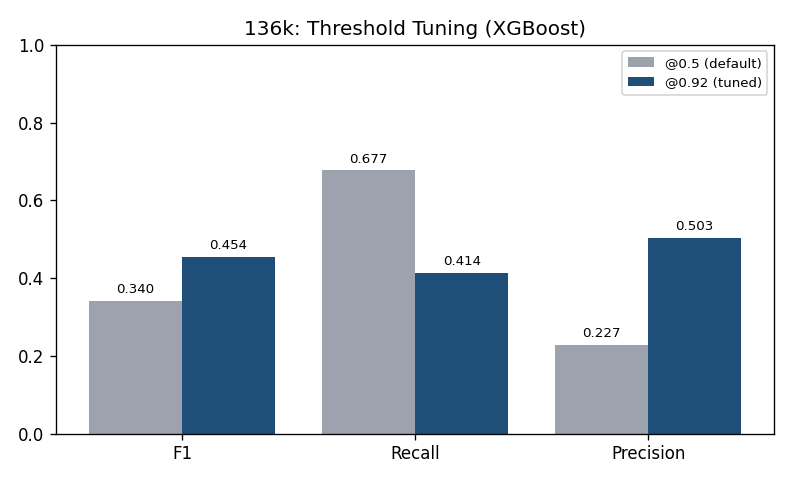 136k: Threshold Tuning (XGBoost)
@0.5 (default)
@0.92 (tuned)
1.0
0.8
0.6
0.4
0.2
0.0
0.340
0.454
0.677
0.414
0.227
0.503
F1
Recall
Precision